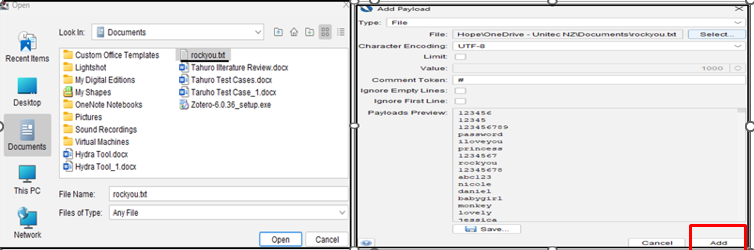 Open
Look In:
Documents
Recent Items
Desktop
Documents
This PC
Network
Custom Office Templates
Lightshot
My Digital Editions
My Shapes
OneNote Notebooks
Pictures
Sound Recordings
Virtual Machines
Hydra Tool.docx
Hydra Tool_1.docx
rockyou.txt
Tahuro Ilterature Review.docx
Tahuro Test Cases.docx
Taruho Test Case_1.docx
Zotero-6.0.36_setup.exe
File Name: rockyou.txt
Files of Type: Any File
Open Cancel
Add Payload
Type: File
File: Hope\OneDrive - Unitec NZ\Documents\rockyou.txt Select...
Character Encoding: UTF-8
Limit:
Value: 1000
Comment Token: #
Ignore Empty Lines:
Ignore First Line:
Payloads Preview:
123456
12345
123456789
password
iloveyou
princess
1234567
rockyou
12345678
abc123
nicole
daniel
babygirl
monkey
lovely
jessica
Save...
Cancel Add